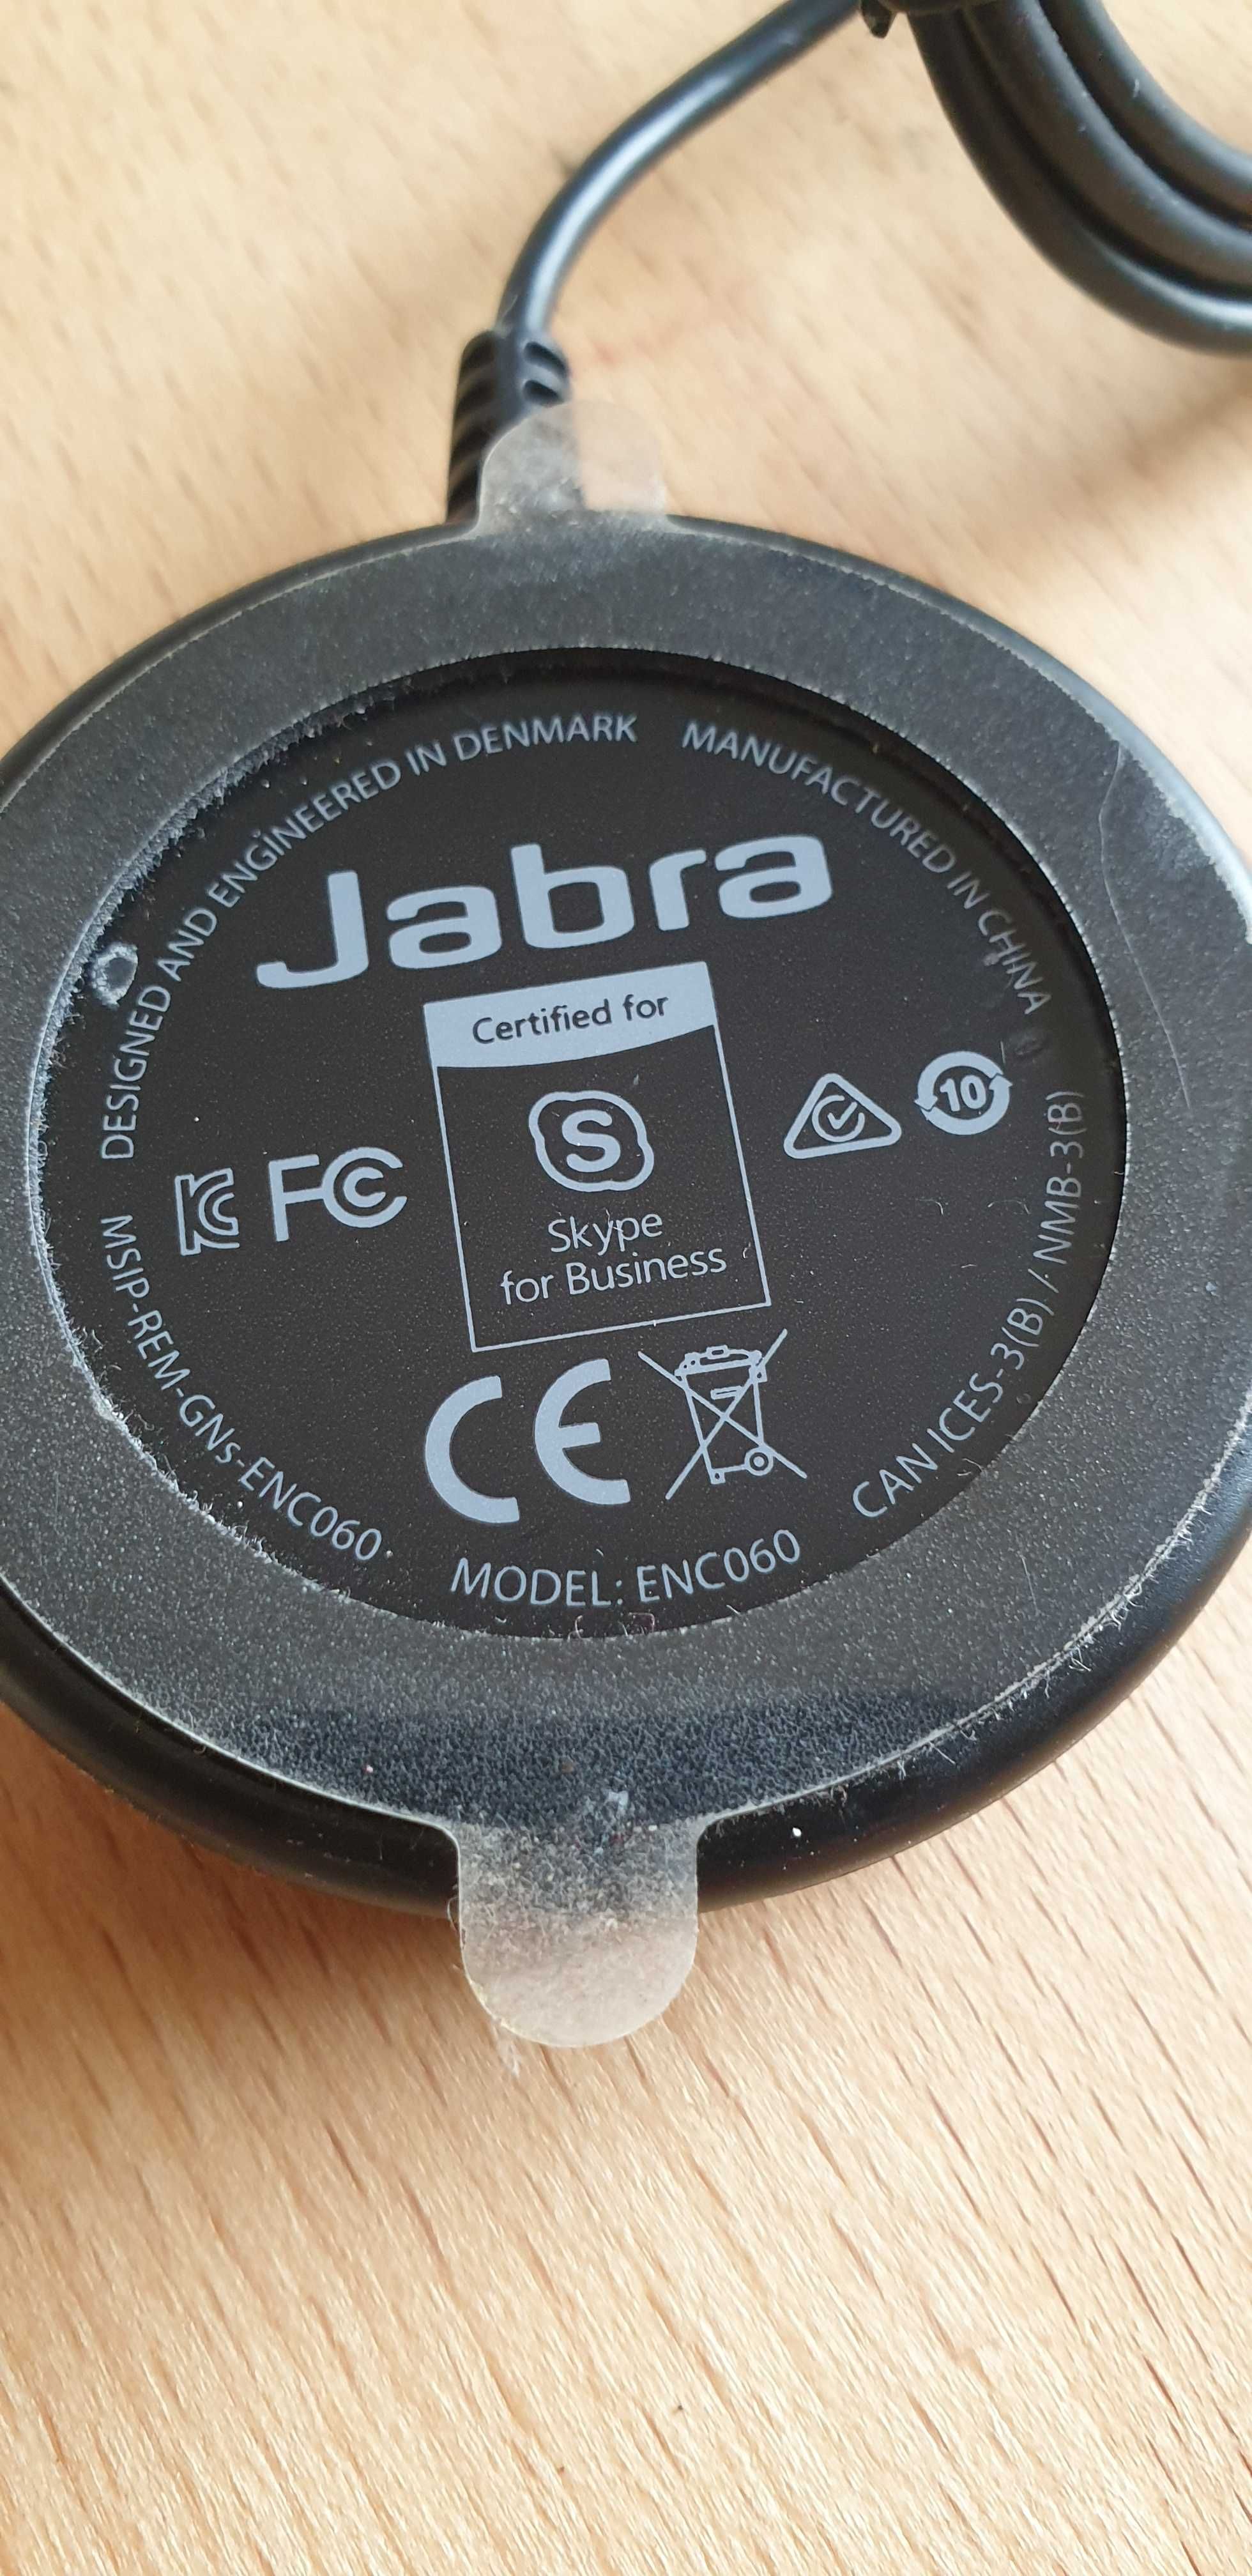 DESIGNED AND ENGINEERED IN DENMARK
MANUFACTURED IN CHINA
Jabra
Certified for
S
Skype
for Business
KC FC
10
CE
MSIP-REM-GNs-ENC060
MODEL: ENC060
CAN ICES-3(B) / NMB-3(B)